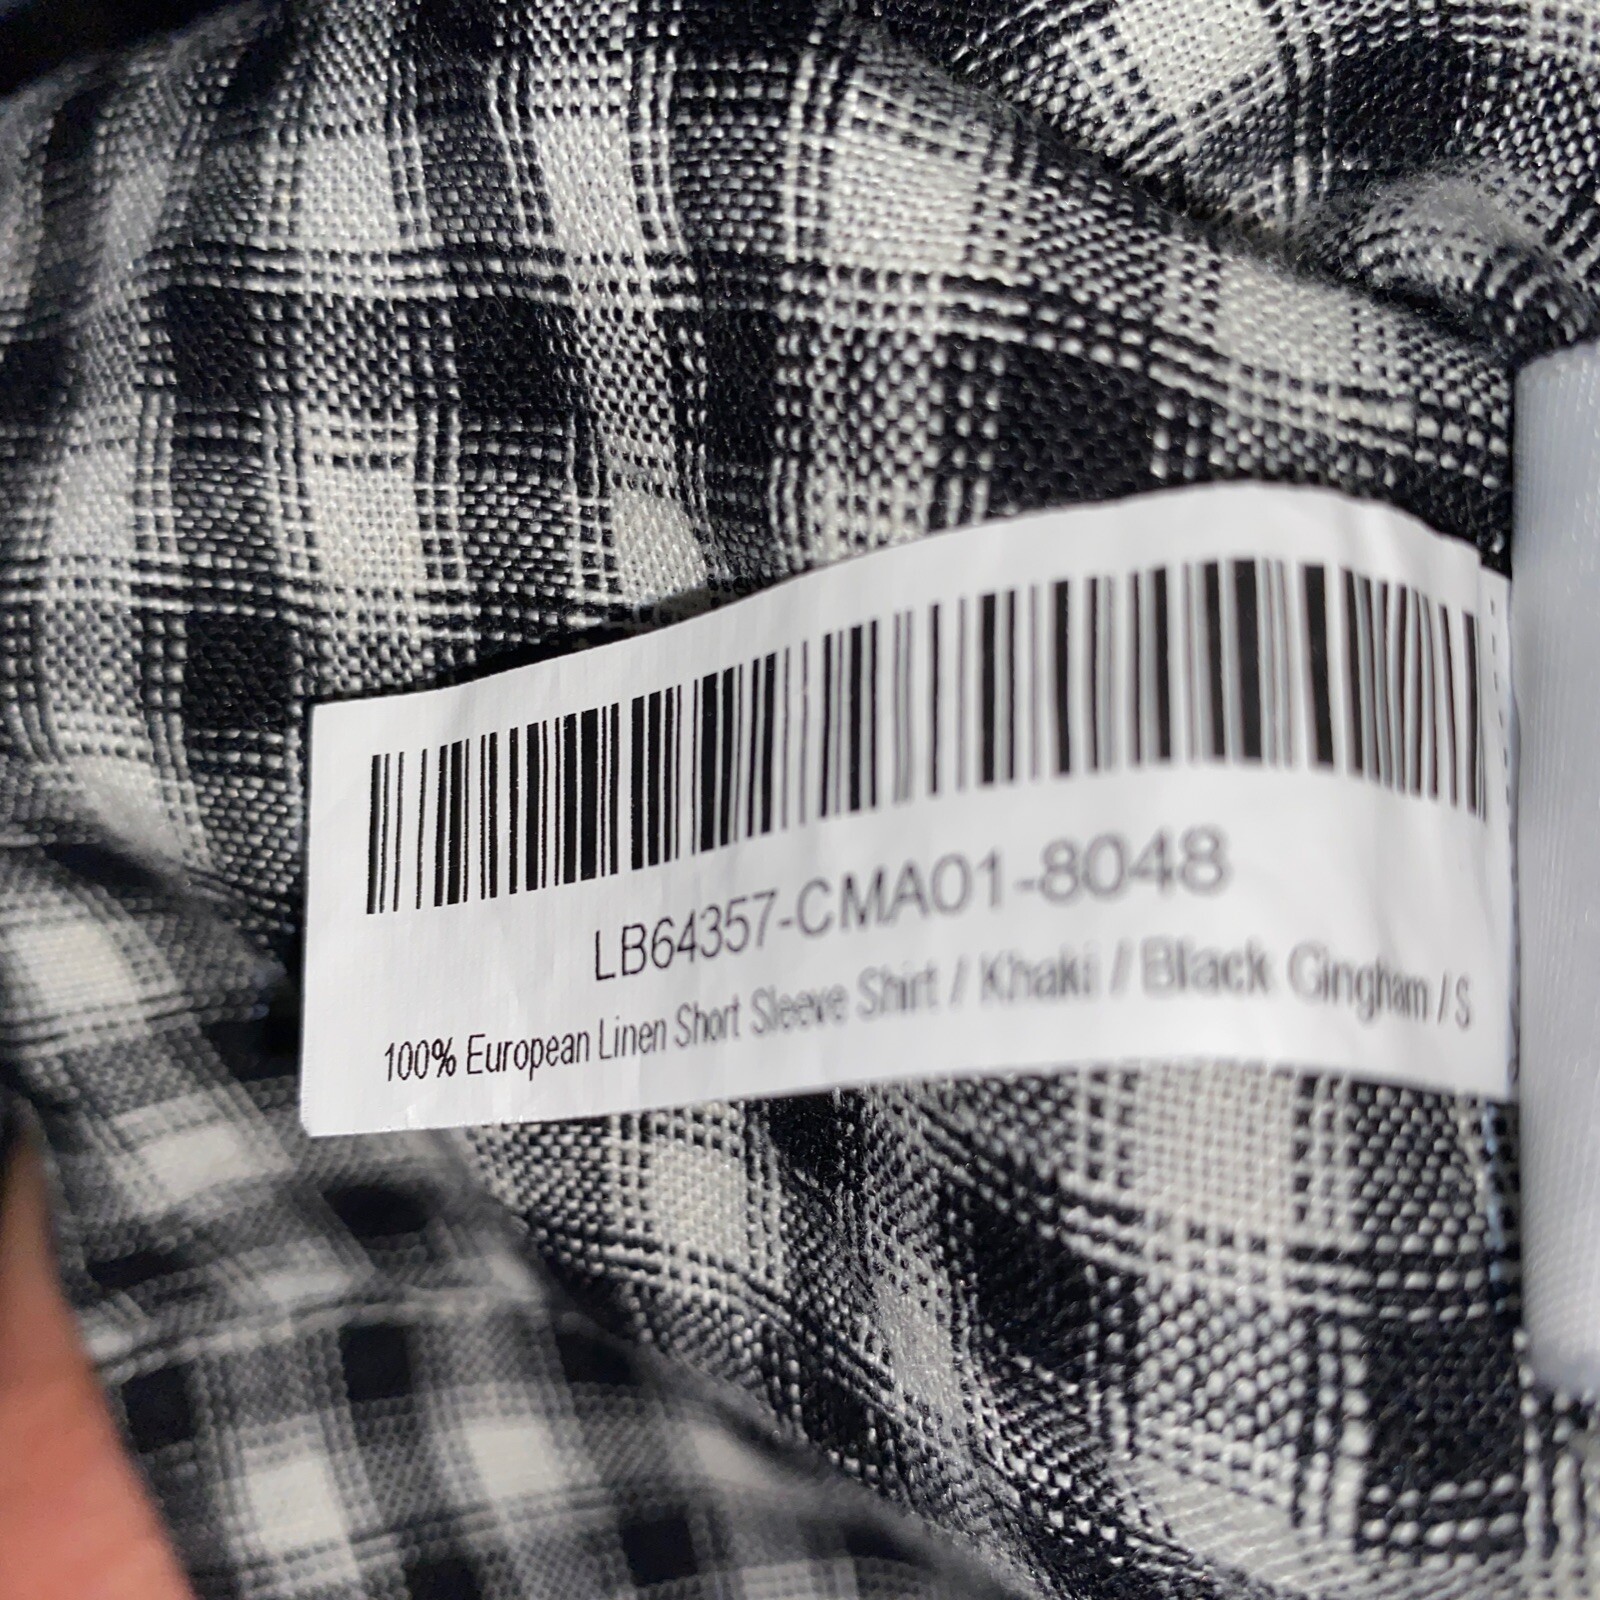 LB64357-CMA01-8048
100% European Linen Short Sleeve Shirt / Khaki / Black Gingham / S